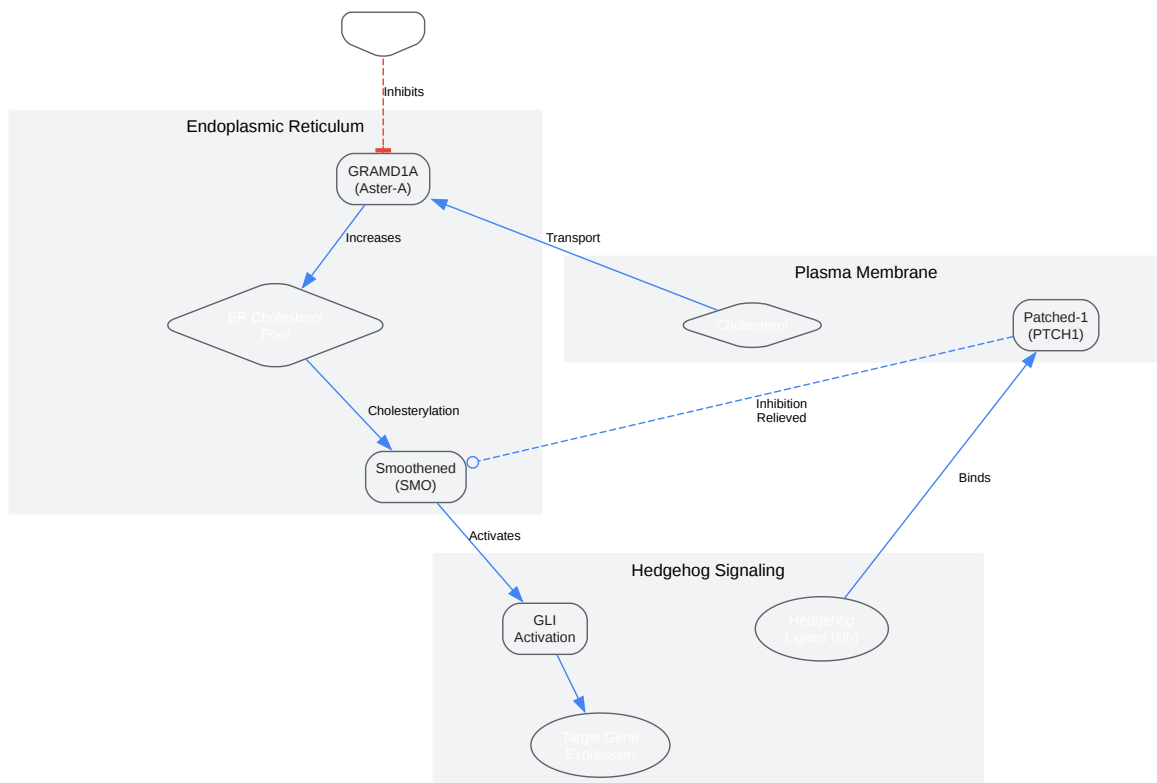 Inhibits
Endoplasmic Reticulum
GRAMD1A
(Aster-A)
Increases
Transport
Plasma Membrane
ER Cholesterol
Pool
Cholesterol
Patched-1
(PTCH1)
Cholesterylation
Inhibition
Relieved
Smoothened
(SMO)
Binds
Activates
Hedgehog Signaling
GLI
Activation
Hedgehog
Ligand (Hh)
Target Gene
Expression